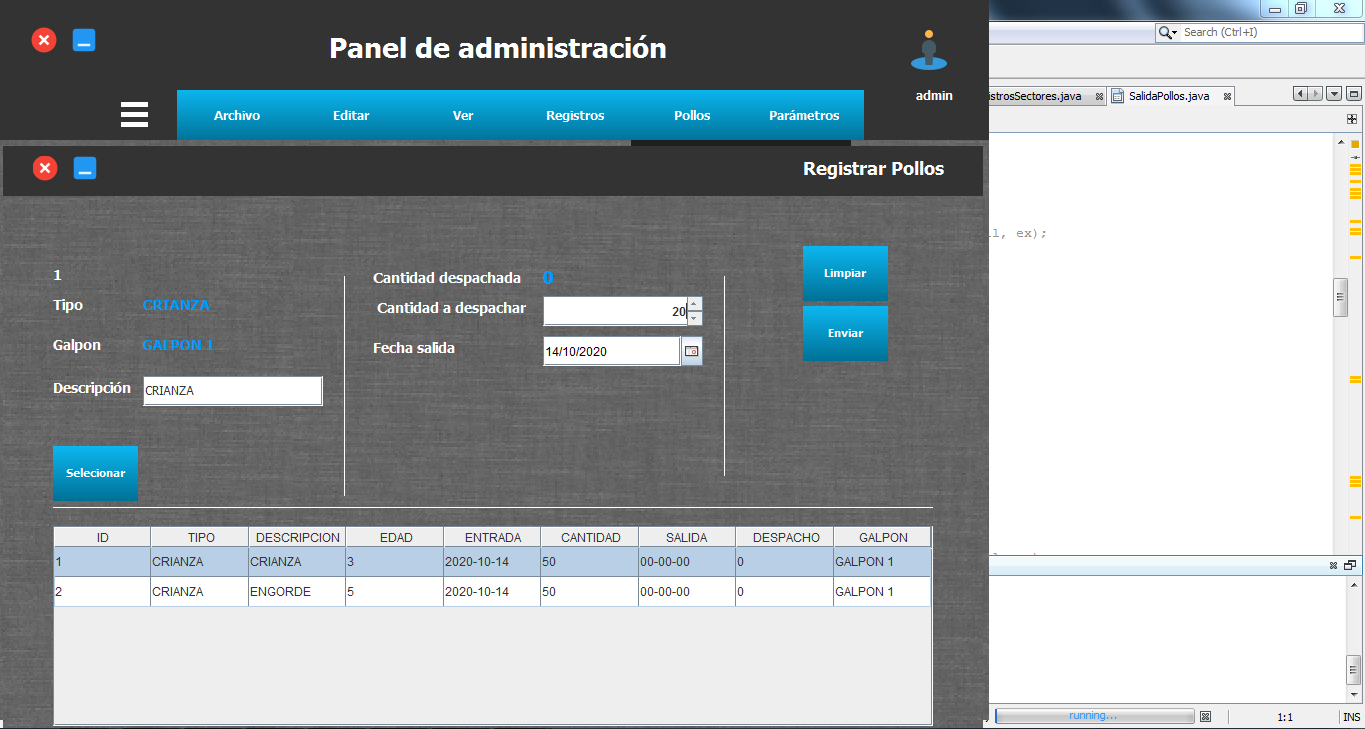 Search (Ctrl+I)
Panel de administración
admin
Archivo Editar Ver Registros Pollos Parámetros
istrosSectores.java SalidaPollos.java
Registrar Pollos
, ex);
1
Tipo CRIANZA
Galpon GALPON 1
Descripción CRIANZA
Selecionar
Cantidad despachada 0
Cantidad a despachar 20
Fecha salida 14/10/2020
Limpiar
Enviar
ID TIPO DESCRIPCION EDAD ENTRADA CANTIDAD SALIDA DESPACHO GALPON
1 CRIANZA CRIANZA 3 2020-10-14 50 00-00-00 0 GALPON 1
2 CRIANZA ENGORDE 5 2020-10-14 50 00-00-00 0 GALPON 1
running... 1:1 INS